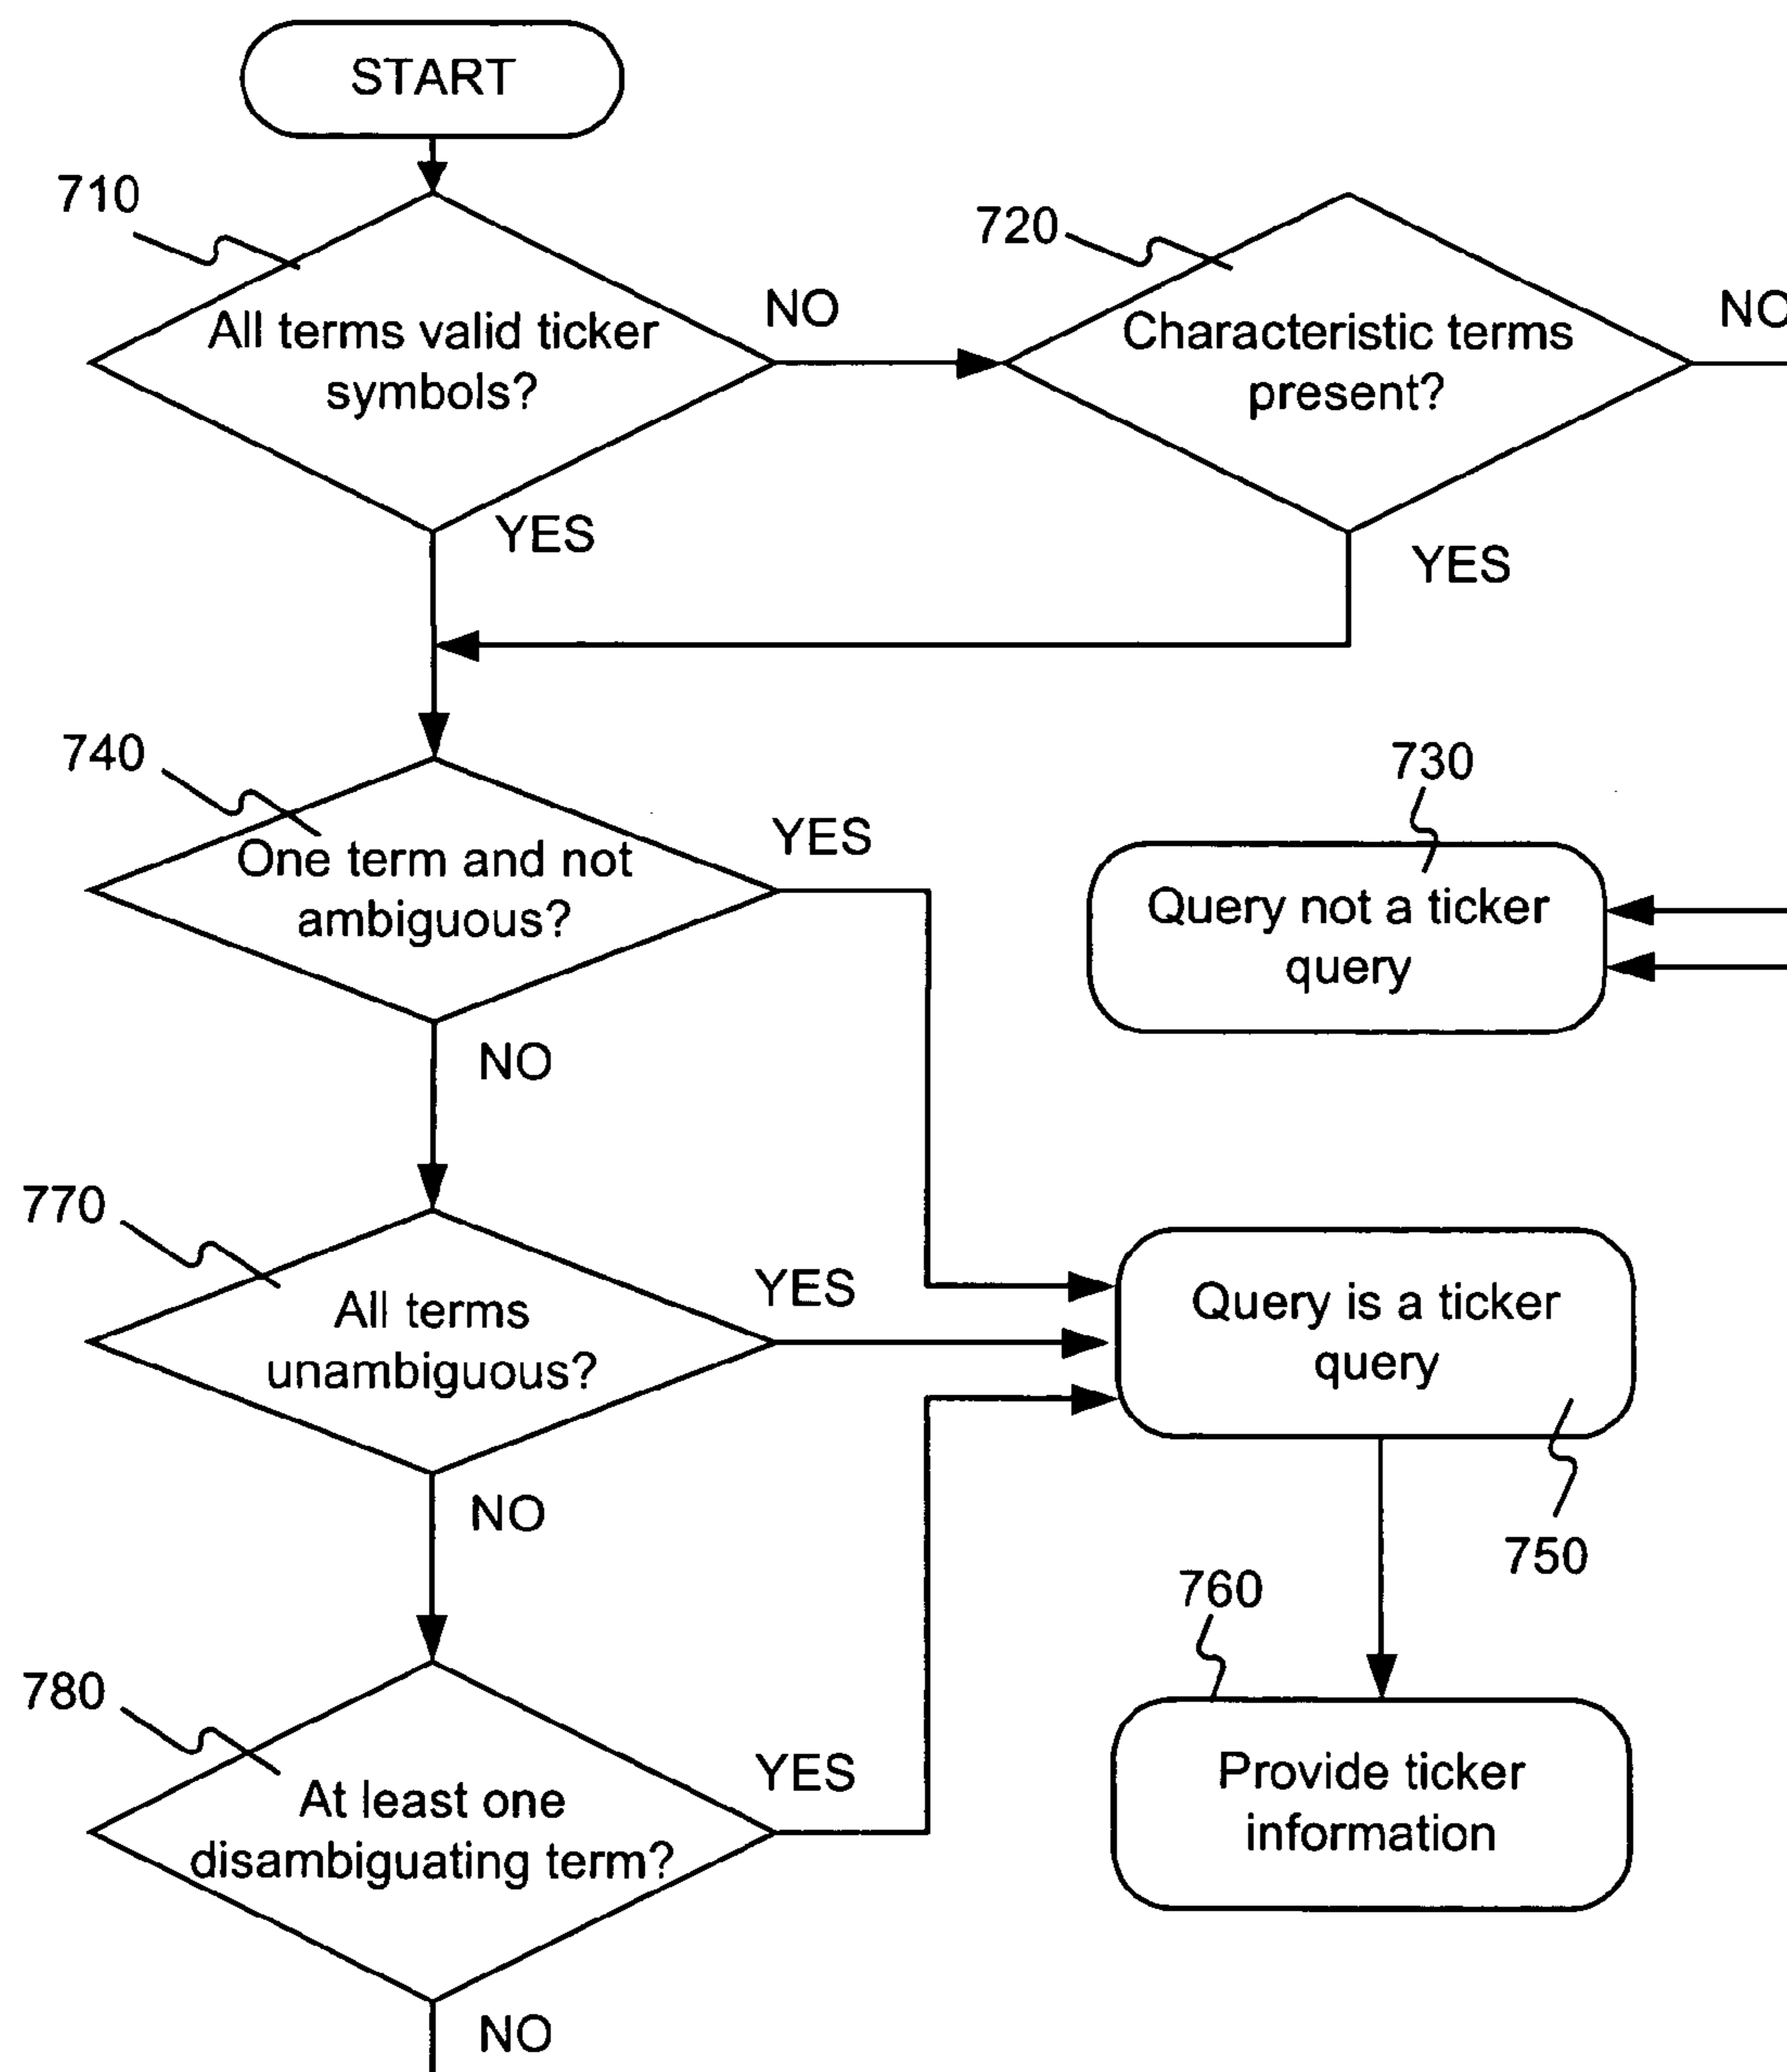 START
710
All terms valid ticker
symbols?
NO
YES
720
Characteristic terms
present?
NO
YES
740
One term and not
ambiguous?
YES
NO
730
Query not a ticker
query
770
All terms
unambiguous?
YES
NO
Query is a ticker
query
750
760
Provide ticker
information
780
At least one
disambiguating term?
YES
NO